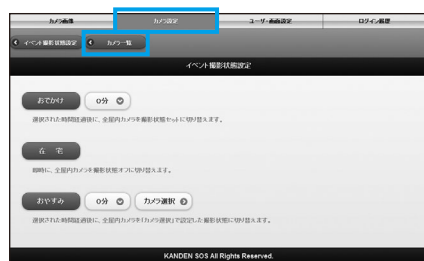 カメラ画像 カメラ設定 ユーザ・画面設定 ログイン履歴
イベント撮影状態設定 カメラ一覧
イベント撮影状態設定
おでかけ 0分
選択された時間経過後に、全屋内カメラを撮影状態セットに切り替えます。
在 宅
即時に、全屋内カメラを撮影状態オフに切り替えます。
おやすみ 0分 カメラ選択
選択された時間経過後に、全屋内カメラを「カメラ選択」で設定した撮影状態に切り替えます。
KANDEN SOS All Rights Reserved.